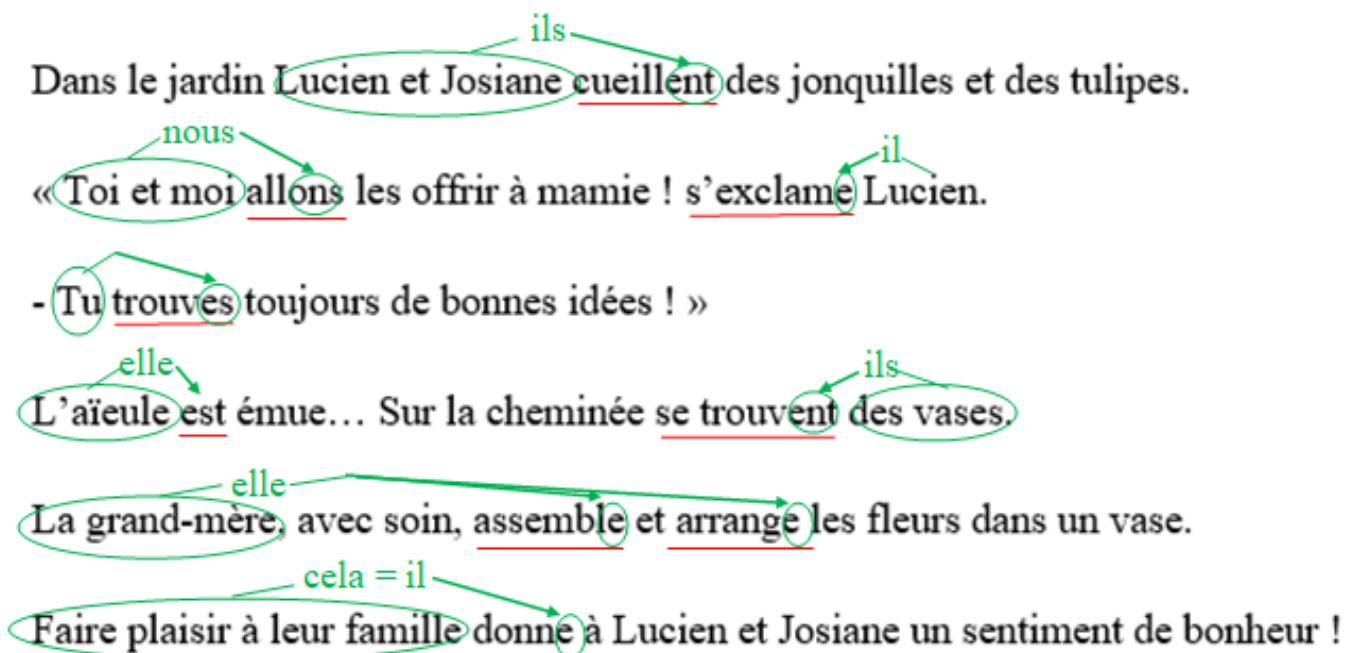 ils
Dans le jardin Lucien et Josiane cueillent des jonquilles et des tulipes.
nous il
« Toi et moi allons les offrir à mamie ! s’exclame Lucien.
- Tu trouves toujours de bonnes idées ! »
elle ils
L’aïeule est émue… Sur la cheminée se trouvent des vases.
elle
La grand-mère, avec soin, assemble et arrange les fleurs dans un vase.
cela = il
Faire plaisir à leur famille donne à Lucien et Josiane un sentiment de bonheur !